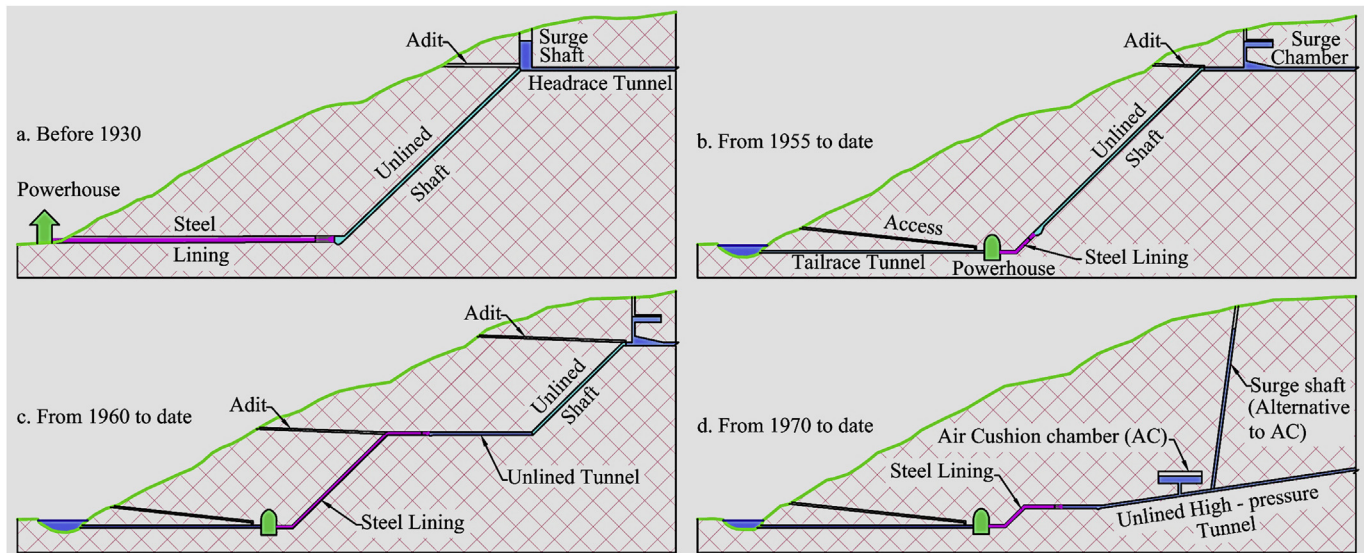 Adit
Surge
Shaft
Headrace Tunnel
a. Before 1930
Unlined
Shaft
Powerhouse
Steel
Lining
Adit
Surge
Chamber
b. From 1955 to date
Unlined
Shaft
Access
Tailrace Tunnel
Powerhouse
Steel Lining
Adit
Unlined
Shaft
c. From 1960 to date
Adit
Unlined Tunnel
Steel Lining
d. From 1970 to date
Surge shaft
(Alternative
to AC)
Air Cushion chamber (AC)
Steel Lining
Unlined High - pressure
Tunnel